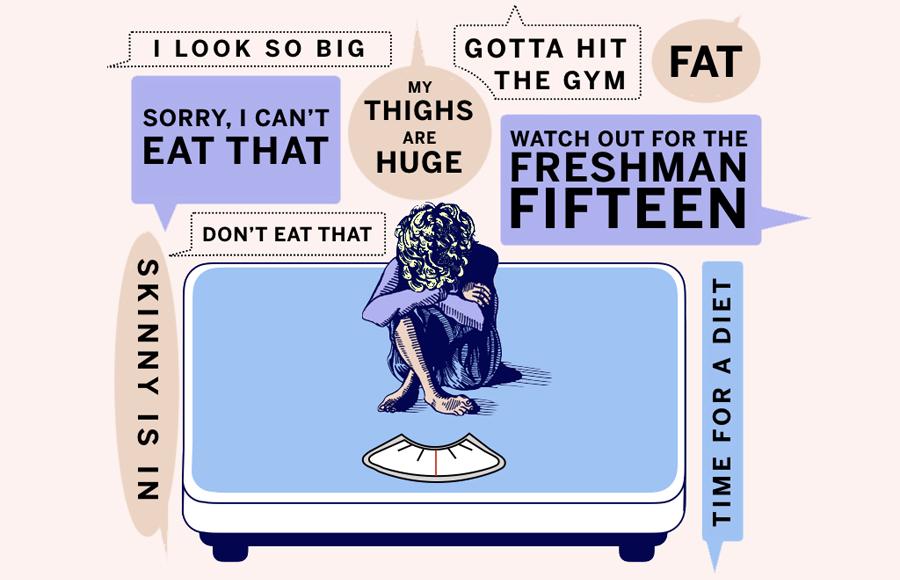 I LOOK SO BIG
GOTTA HIT
THE GYM
FAT
SORRY, I CAN'T
EAT THAT
MY
THIGHS
ARE
HUGE
WATCH OUT FOR THE
FRESHMAN
FIFTEEN
DON'T EAT THAT
SKINNY IS IN
TIME FOR A DIET